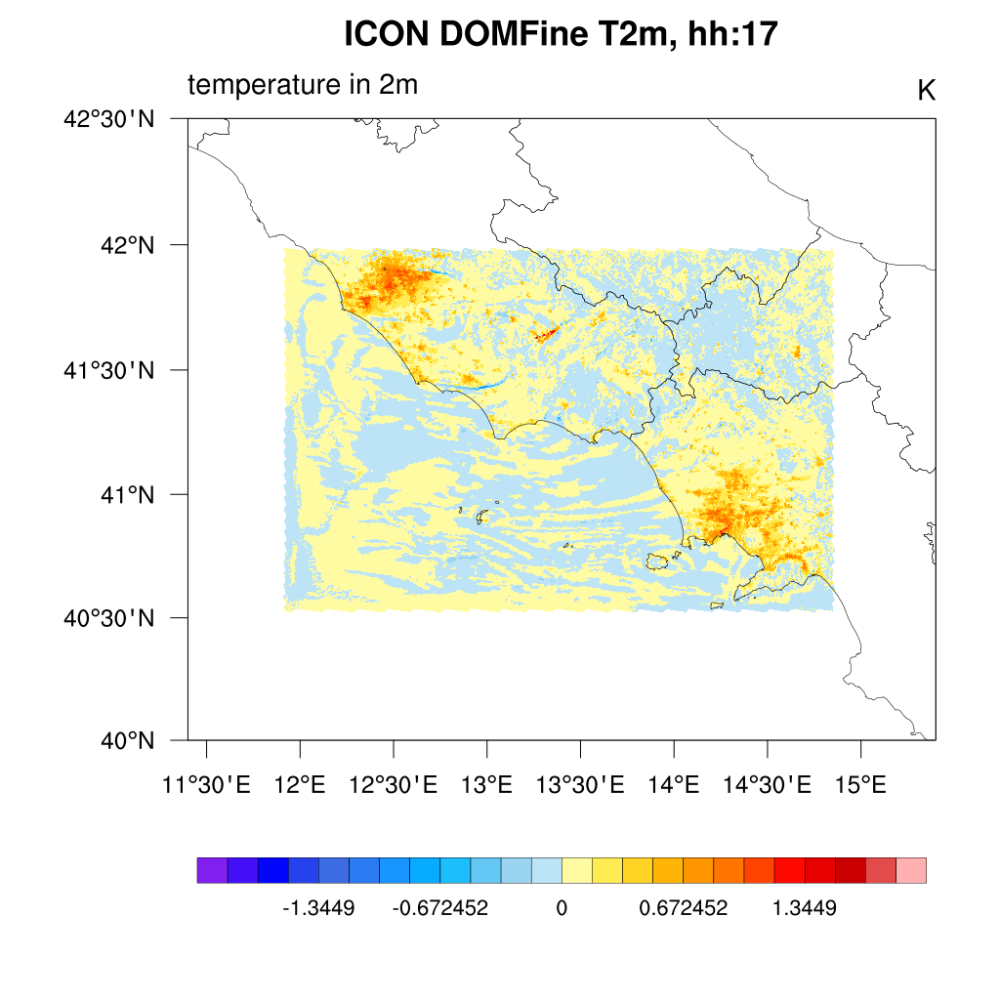 ICON DOMFine T2m, hh:17
temperature in 2m
K
42°30'N
42°N
41°30'N
41°N
40°30'N
40°N
11°30'E 12°E 12°30'E 13°E 13°30'E 14°E 14°30'E 15°E
-1.3449 -0.672452 0 0.672452 1.3449